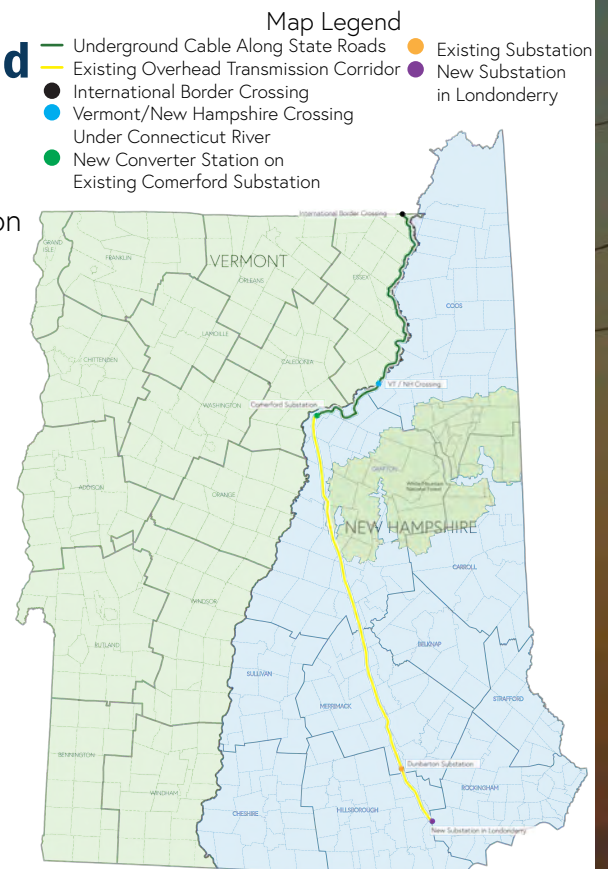 Map Legend
d
Underground Cable Along State Roads
Existing Overhead Transmission Corridor
International Border Crossing
Vermont/New Hampshire Crossing
Under Connecticut River
New Converter Station on
Existing Comerford Substation
Existing Substation
New Substation
in Londonderry
on
International Border Crossing
GRAND
ISLE
FRANKLIN
VERMONT
ORLEANS
ESSEX
COOS
LAMOILLE
CHITTENDEN
CALEDONIA
VT / NH Crossing
Comerford Substation
WASHINGTON
GRAFTON
White Mountain
National Forest
ADDISON
ORANGE
NEW HAMPSHIRE
CARROLL
WINDSOR
RUTLAND
BELKNAP
SULLIVAN
STRAFFORD
MERRIMACK
BENNINGTON
Dunbarton Substation
WINDHAM
ROCKINGHAM
CHESHIRE
HILLSBOROUGH
New Substation in Londonderry